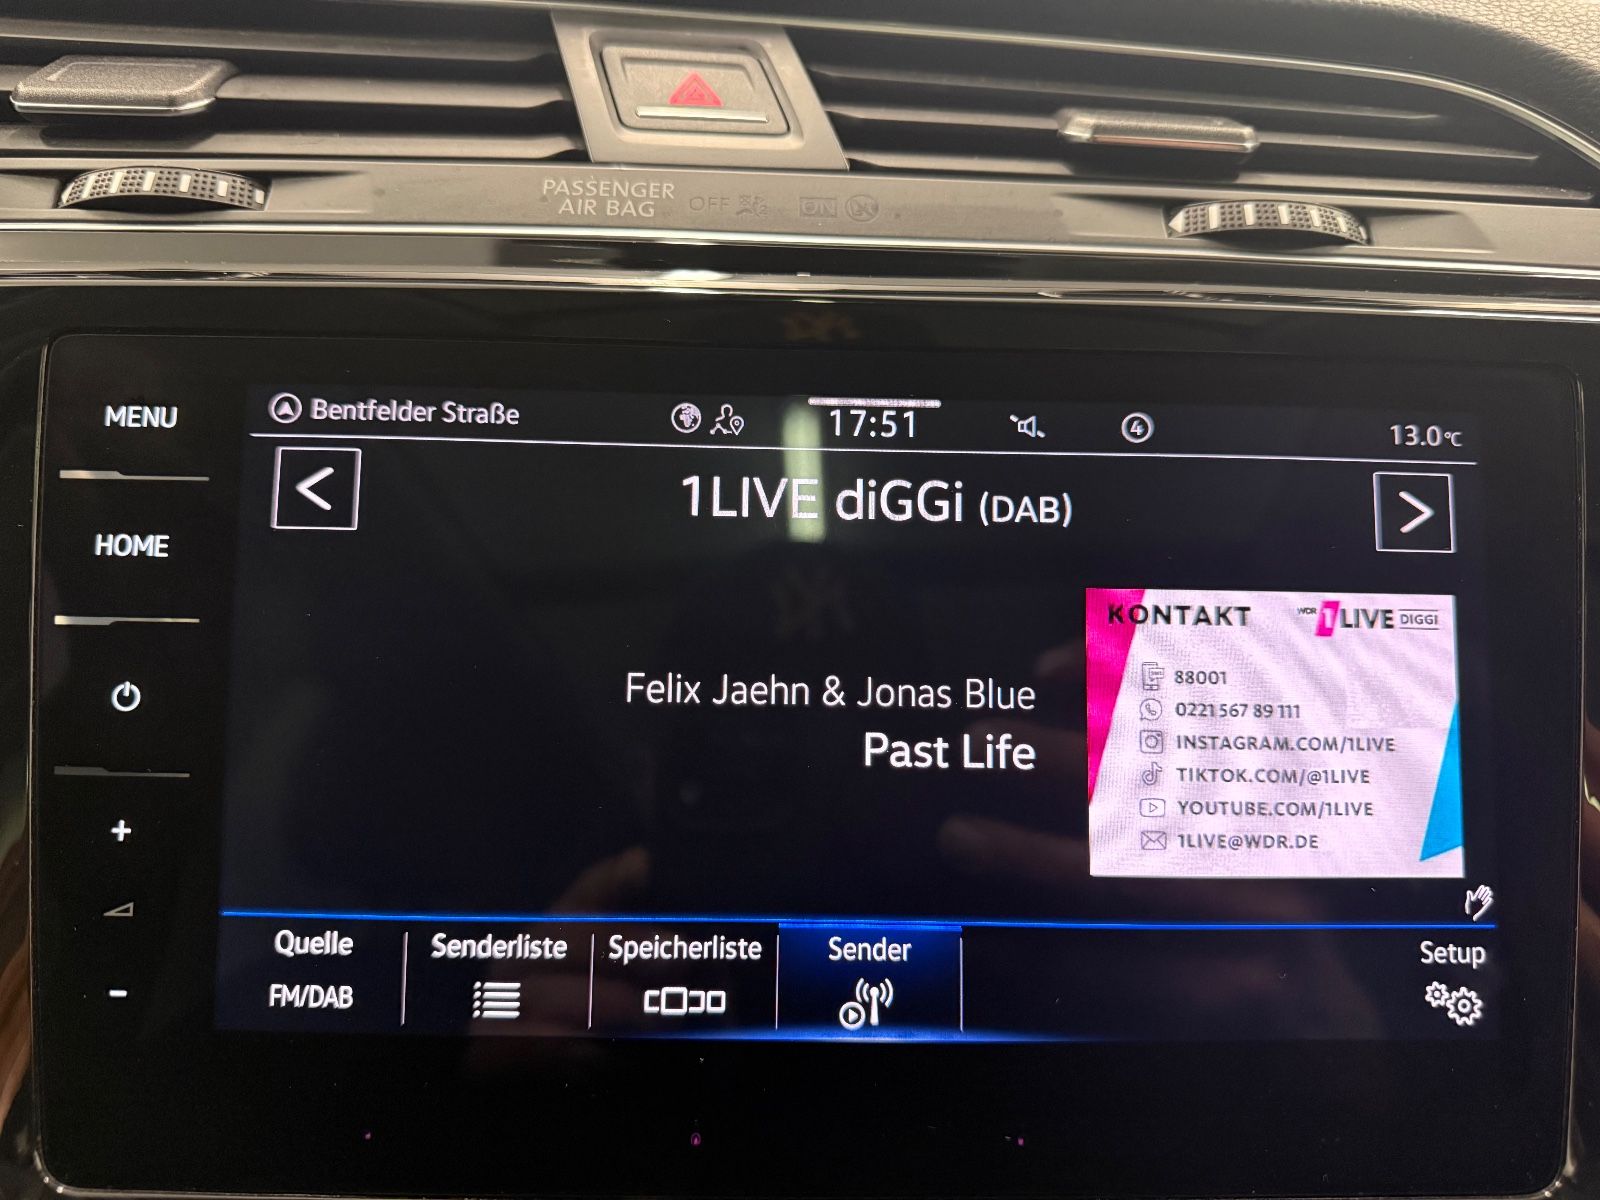 PASSENGER
AIR BAG OFF ON
MENU
HOME
Bentfelder Straße 17:51 4 13.0°C
< 1LIVE diGGi (DAB) >
Felix Jaehn & Jonas Blue
Past Life
KONTAKT WDR 1LIVE DIGGI
88001
0221 567 89 111
INSTAGRAM.COM/1LIVE
TIKTOK.COM/@1LIVE
YOUTUBE.COM/1LIVE
1LIVE@WDR.DE
+
-
Quelle Senderliste Speicherliste Sender Setup
FM/DAB